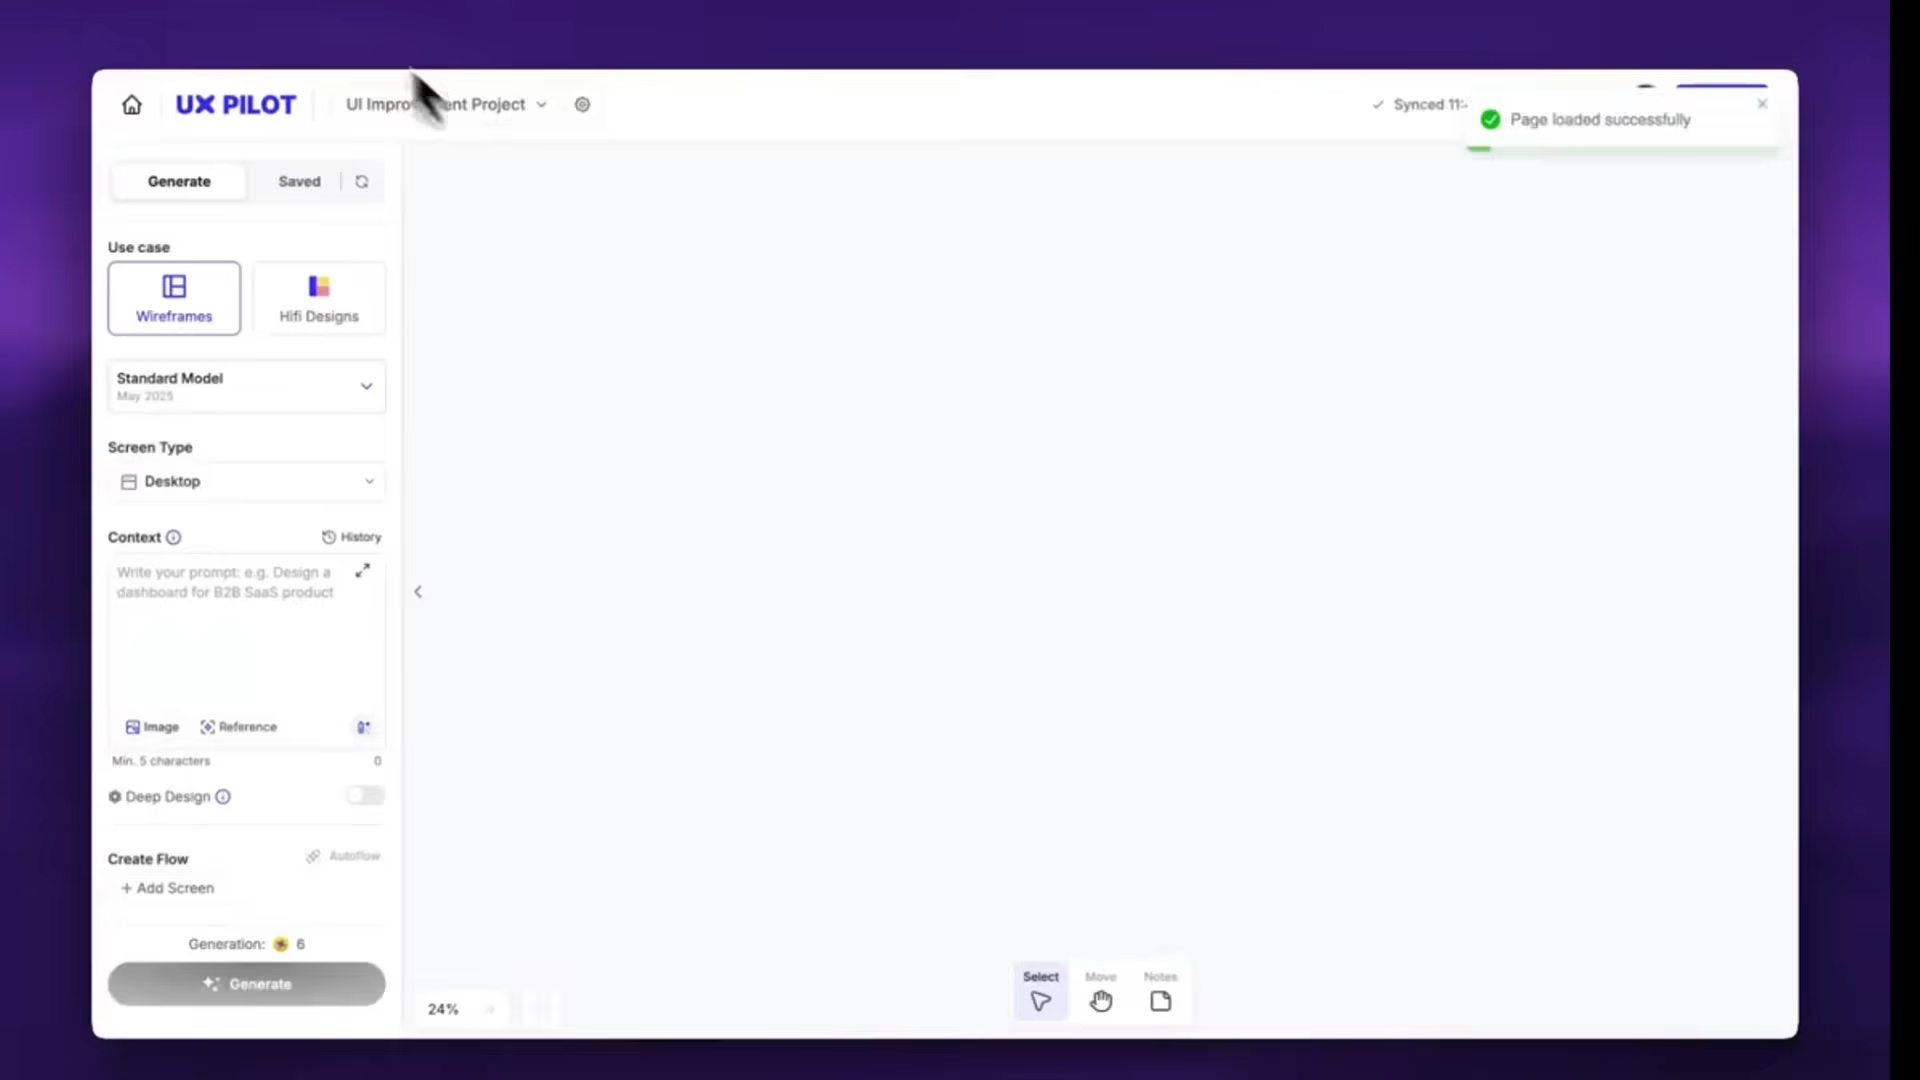 UX PILOT
UI Impro ent Project
Synced 11:
Page loaded successfully
Generate
Saved
Use case
Wireframes
Hifi Designs
Standard Model
May 2025
Screen Type
Desktop
Context
History
Write your prompt: e.g. Design a
dashboard for B2B SaaS product
Image
Reference
Min. 5 characters
0
Deep Design
Create Flow
Autoflow
+ Add Screen
Generation: 6
Generate
24%
Select
Move
Notes